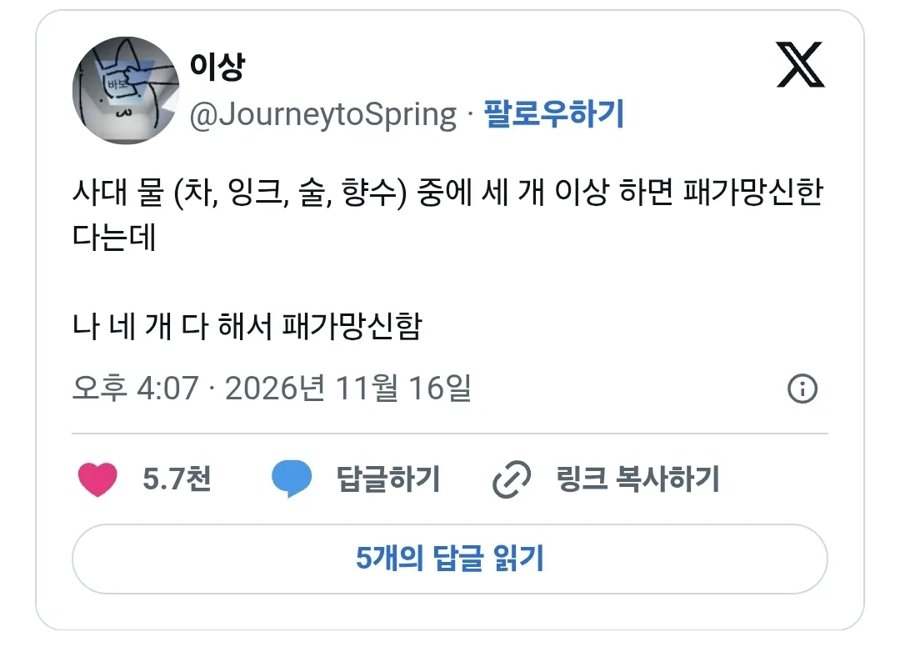 이상
@JourneytoSpring · 팔로우하기
사대 물 (차, 잉크, 술, 향수) 중에 세 개 이상 하면 패가망신한
다는데
나 네 개 다 해서 패가망신함
오후 4:07 · 2026년 11월 16일
5.7천 답글하기 링크 복사하기
5개의 답글 읽기
바보